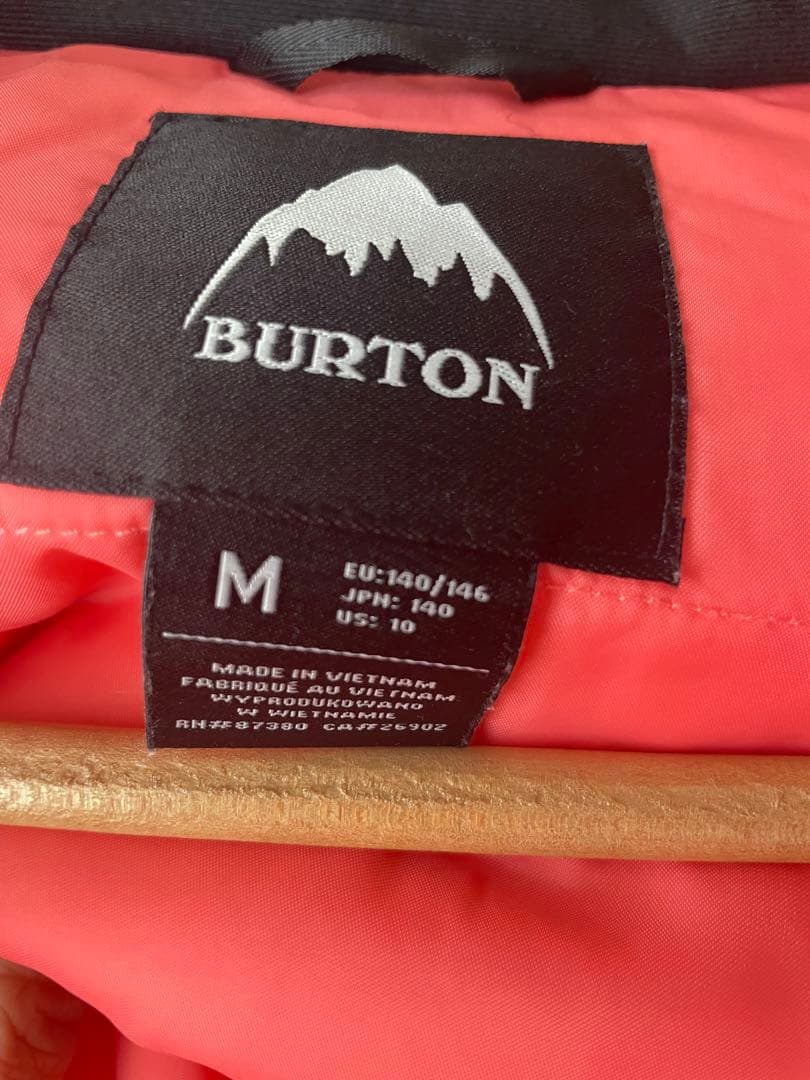 BURTON
M
EU:140/146
JPN: 140
US: 10
MADE IN VIETNAM
FABRIQUÉ AU VIETNAM
WYPRODUKOWANO
W WIETNAMIE
RN#87380 CA#26902